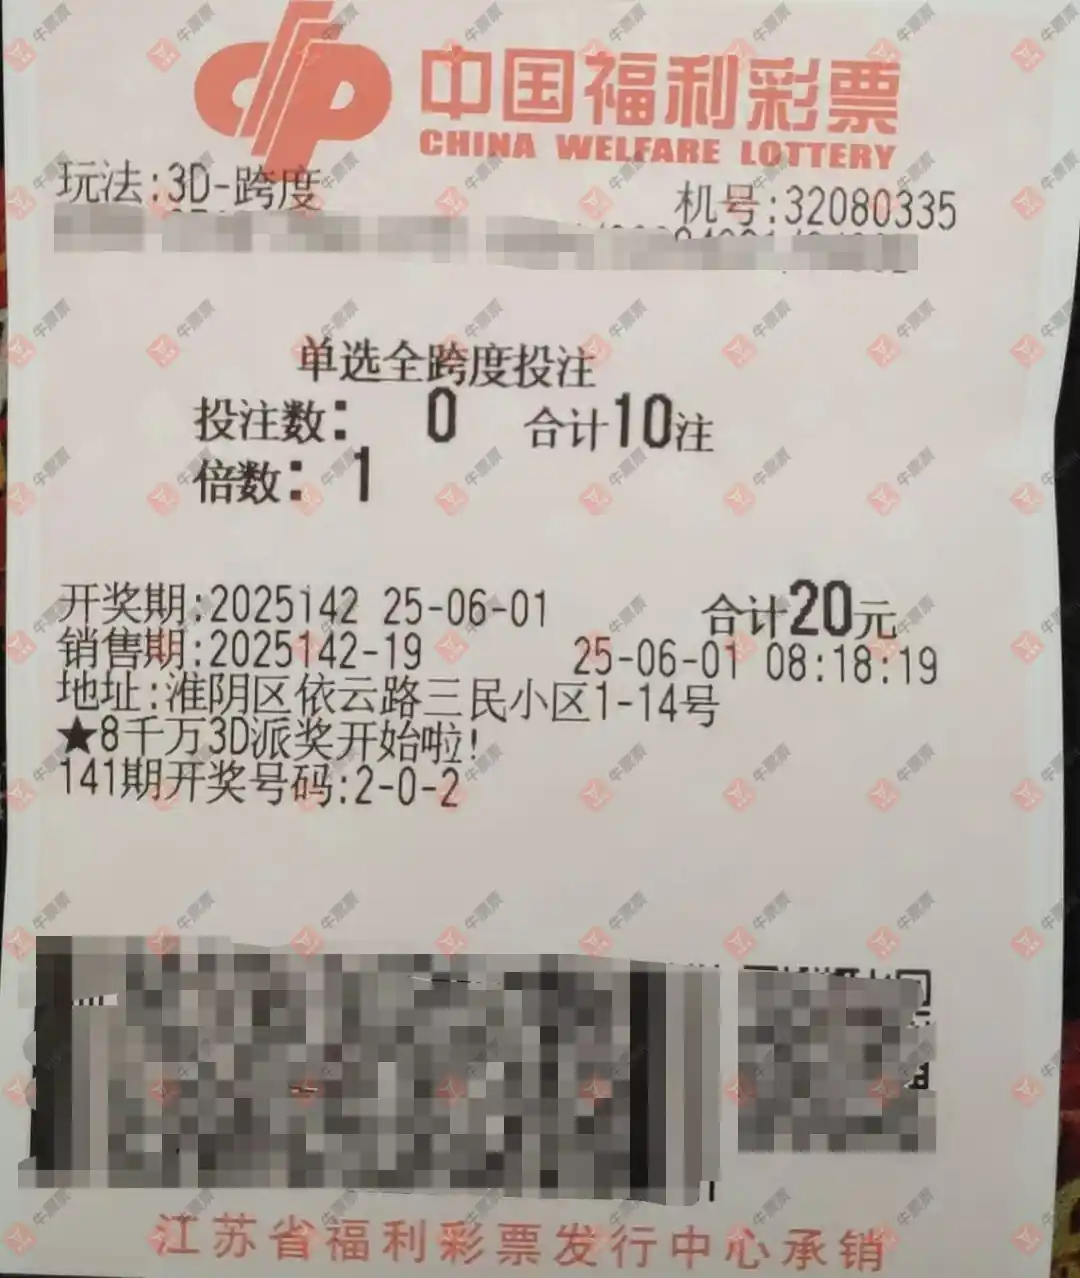 中国福利彩票
CHINA WELFARE LOTTERY
玩法:3D-跨度
机号:32080335
单选全跨度投注
投注数: 0 合计10注
倍数: 1
开奖期:2025142 25-06-01 合计20元
销售期:2025142-19 25-06-01 08:18:19
地址:淮阴区依云路三民小区1-14号
★8千万3D派奖开始啦!
141期开奖号码:2-0-2
江苏省福利彩票发行中心承销
牛票票